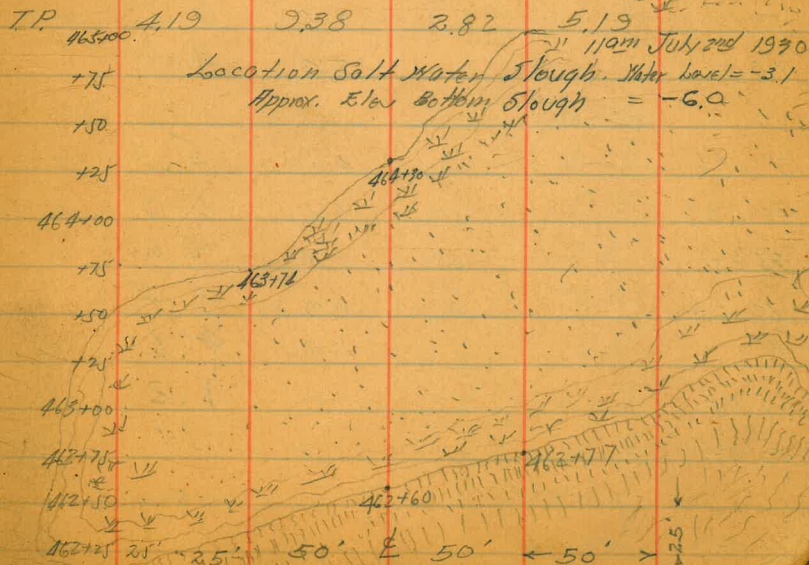 T.P. 4.19 9.38 2.82 5.19
465+00. 11am July 2nd 1930
+75 Location Salt Water Slough. Water Level = -3.1
+50 Approx. Elev Bottom Slough = -6.0
+25 464+30
464+00
+75 463+71
+50
+25
463+00
462+75 462+77
462+50 462+60
462+25 25' 25' 50' ℄ 50' ←50'→ 25'